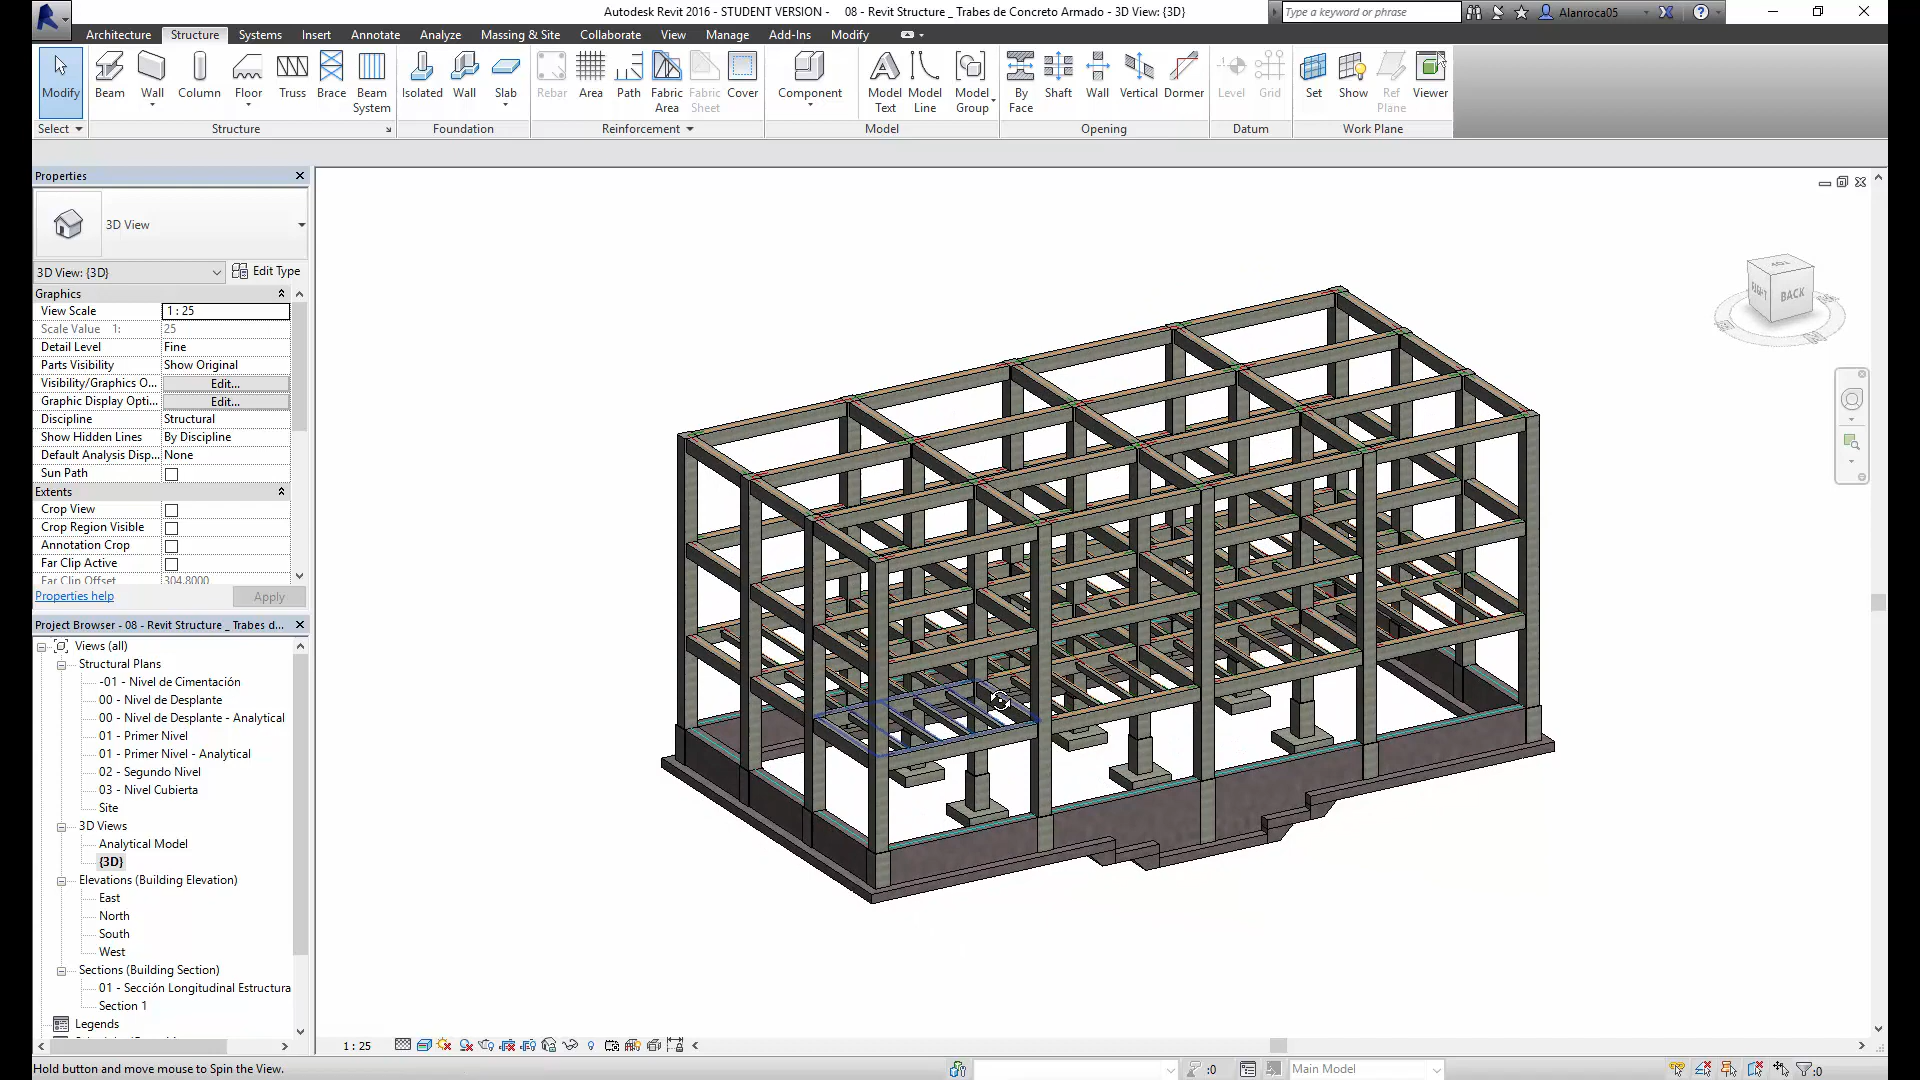 Autodesk Revit 2016 - STUDENT VERSION -    08 - Revit Structure _ Trabes de Concreto Armado - 3D View: {3D}
Type a keyword or phrase
Alanroca05
Architecture Structure Systems Insert Annotate Analyze Massing & Site Collaborate View Manage Add-Ins Modify
Modify Beam Wall Column Floor Truss Brace Beam System
Isolated Wall Slab
Rebar Area Path Fabric Area Fabric Sheet Cover
Component Model Text Model Line Model Group
By Face Shaft Wall Vertical Dormer
Level Grid
Set Show Ref Plane Viewer
Select Structure Foundation Reinforcement Model Opening Datum Work Plane
Properties
3D View
3D View: {3D} Edit Type
Graphics
View Scale 1 : 25
Scale Value 1: 25
Detail Level Fine
Parts Visibility Show Original
Visibility/Graphics O... Edit...
Graphic Display Opti... Edit...
Discipline Structural
Show Hidden Lines By Discipline
Default Analysis Disp... None
Sun Path
Extents
Crop View
Crop Region Visible
Annotation Crop
Far Clip Active
Far Clip Offset 304.8000
Properties help Apply
Project Browser - 08 - Revit Structure _ Trabes d...
Views (all)
Structural Plans
-01 - Nivel de Cimentación
00 - Nivel de Desplante
00 - Nivel de Desplante - Analytical
01 - Primer Nivel
01 - Primer Nivel - Analytical
02 - Segundo Nivel
03 - Nivel Cubierta
Site
3D Views
Analytical Model
{3D}
Elevations (Building Elevation)
East
North
South
West
Sections (Building Section)
01 - Sección Longitudinal Estructura
Section 1
Legends
TOP
RIGHT BACK
1 : 25
Hold button and move mouse to Spin the View.
:0
Main Model
:0